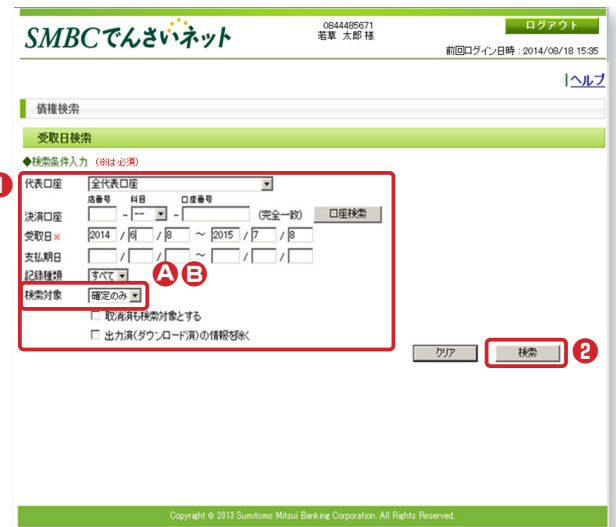 SMBCでんさいネット
0844485671
若草 太郎 様
ログアウト
前回ログイン日時：2014/08/18 15:35
|ヘルプ
債権検索
受取日検索
◆検索条件入力 （※は必須）
1
代表口座 全代表口座
店番号 科目 口座番号
決済口座 - -- - (完全一致) 口座検索
受取日※ 2014 / 6 / 8 ～ 2015 / 7 / 8
支払期日 / / ～ / /
記録種類 すべて A B
検索対象 確定のみ
取消済も検索対象とする
出力済(ダウンロード済)の情報を除く
クリア 検索 2
Copyright © 2013 Sumitomo Mitsui Banking Corporation. All Rights Reserved.